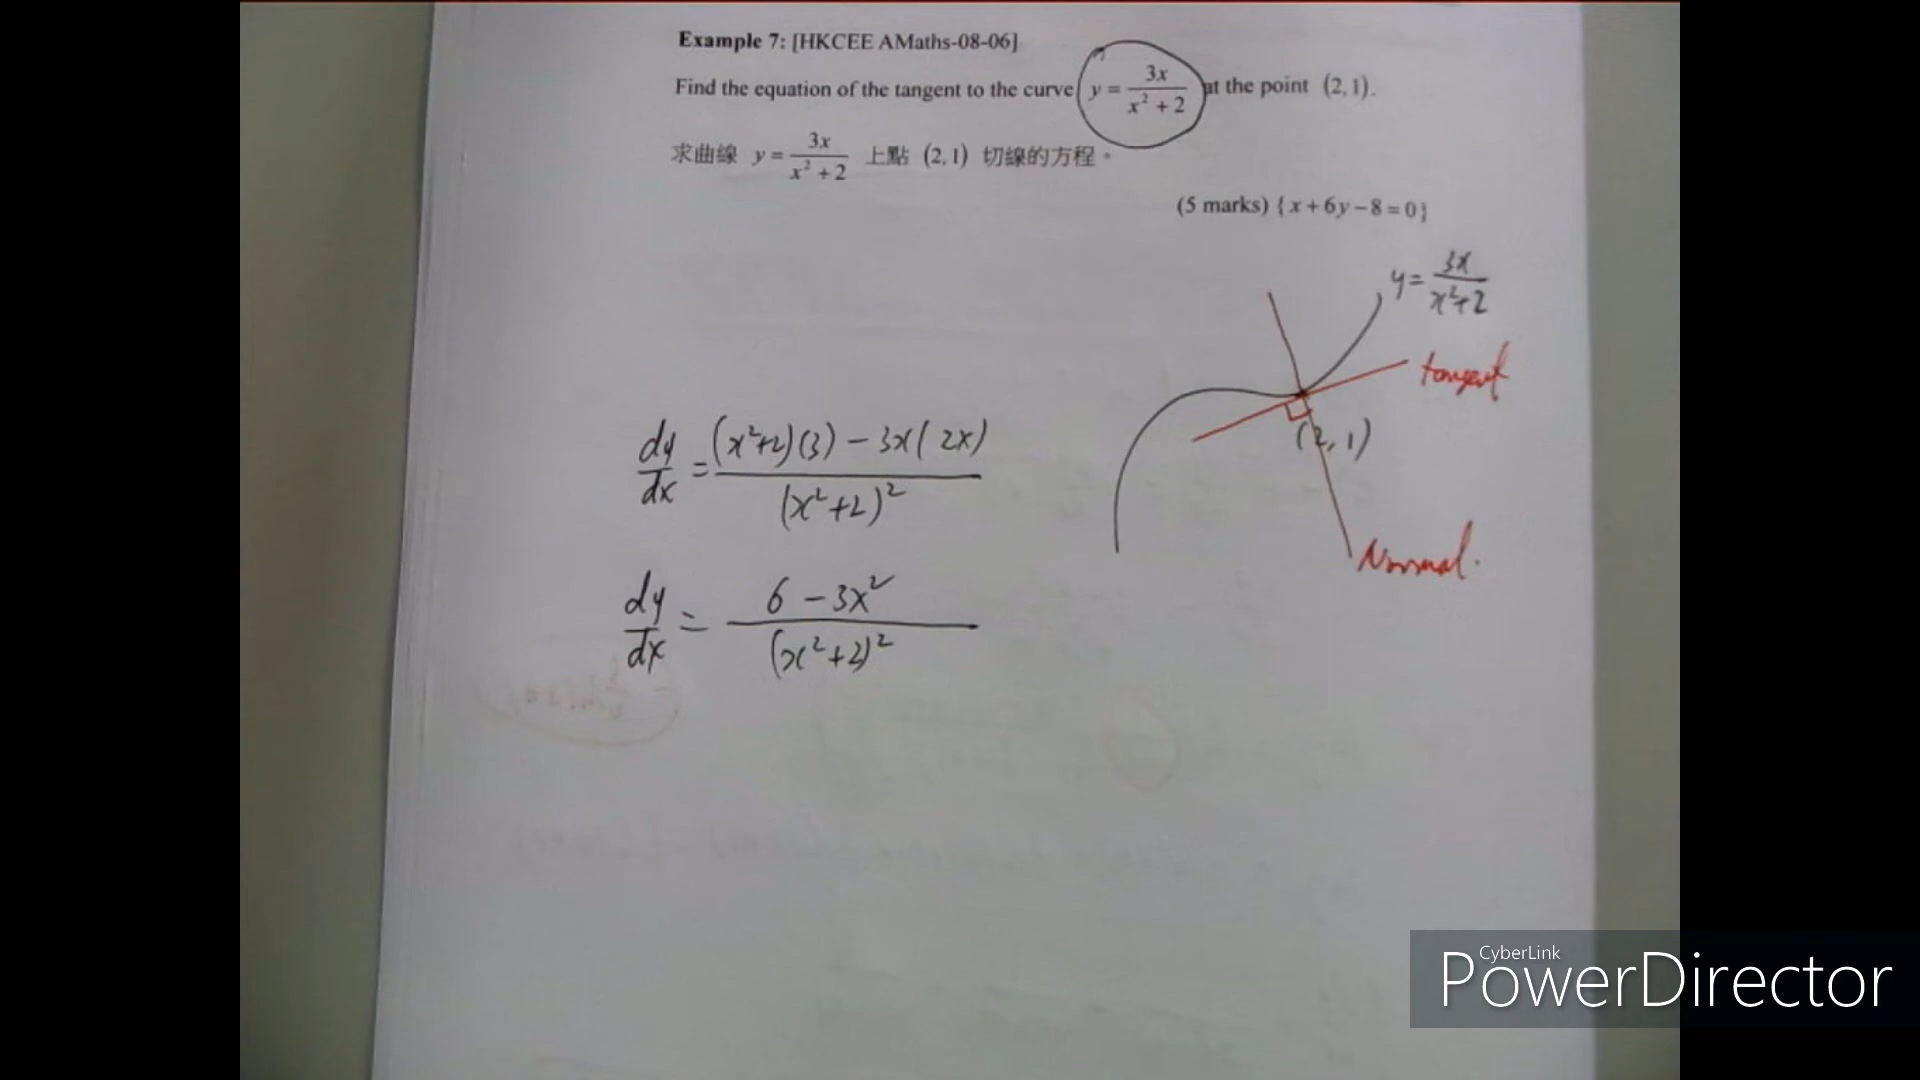 Example 7: [HKCEE AMaths-08-06]
Find the equation of the tangent to the curve y = 3x / (x² + 2) at the point (2, 1).
求曲線 y = 3x / (x² + 2) 上點 (2, 1) 切線的方程。
(5 marks) {x + 6y − 8 = 0}
y = 3x / (x²+2)
tangent
(2, 1)
Normal.
dy/dx = ((x²+2)(3) − 3x(2x)) / (x²+2)²
dy/dx = (6 − 3x²) / (x²+2)²
CyberLink
PowerDirector